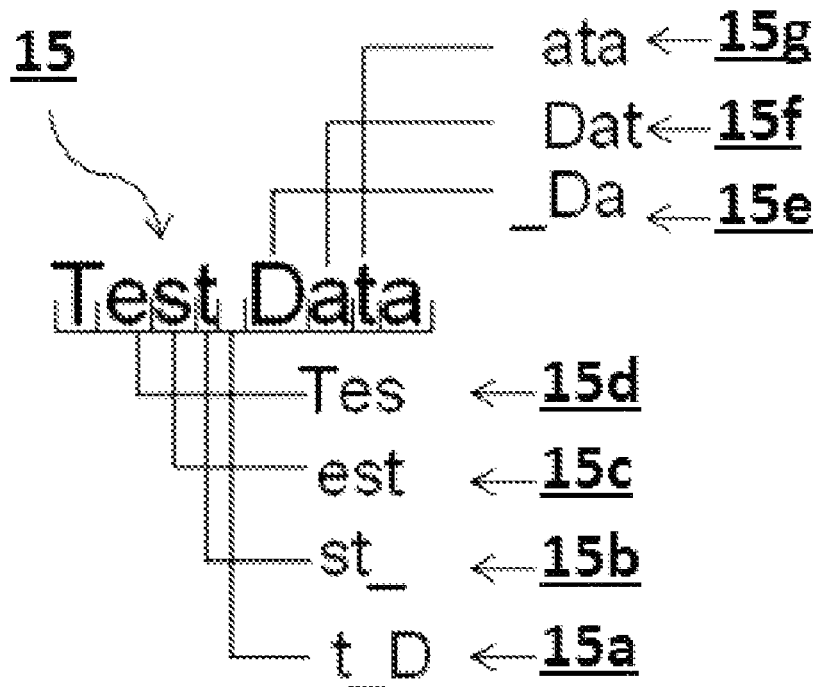 15
ata 15g
Dat 15f
_Da 15e
Test Data
Tes 15d
est 15c
st_ 15b
t_D 15a